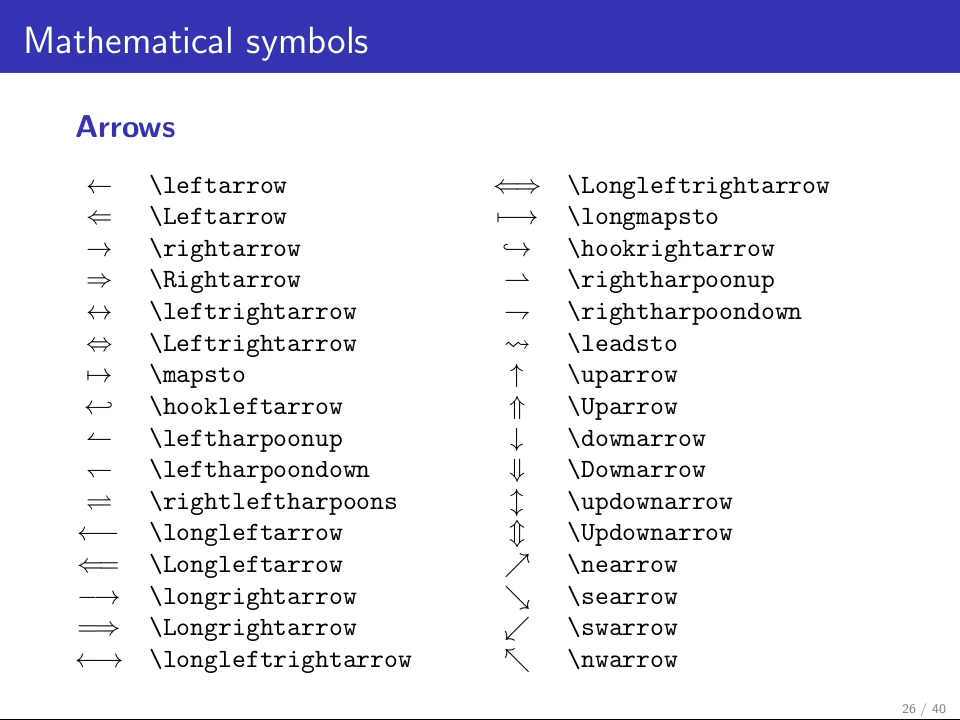 Mathematical symbols
Arrows
← \leftarrow
⇐ \Leftarrow
→ \rightarrow
⇒ \Rightarrow
↔ \leftrightarrow
⇔ \Leftrightarrow
↦ \mapsto
↩ \hookleftarrow
↼ \leftharpoonup
↽ \leftharpoondown
⇌ \rightleftharpoons
⟵ \longleftarrow
⟸ \Longleftarrow
⟶ \longrightarrow
⟹ \Longrightarrow
⟷ \longleftrightarrow
⟺ \Longleftrightarrow
⟼ \longmapsto
↪ \hookrightarrow
⇀ \rightharpoonup
⇁ \rightharpoondown
⇝ \leadsto
↑ \uparrow
⇑ \Uparrow
↓ \downarrow
⇓ \Downarrow
↕ \updownarrow
⇕ \Updownarrow
↗ \nearrow
↘ \searrow
↙ \swarrow
↖ \nwarrow
26 / 40